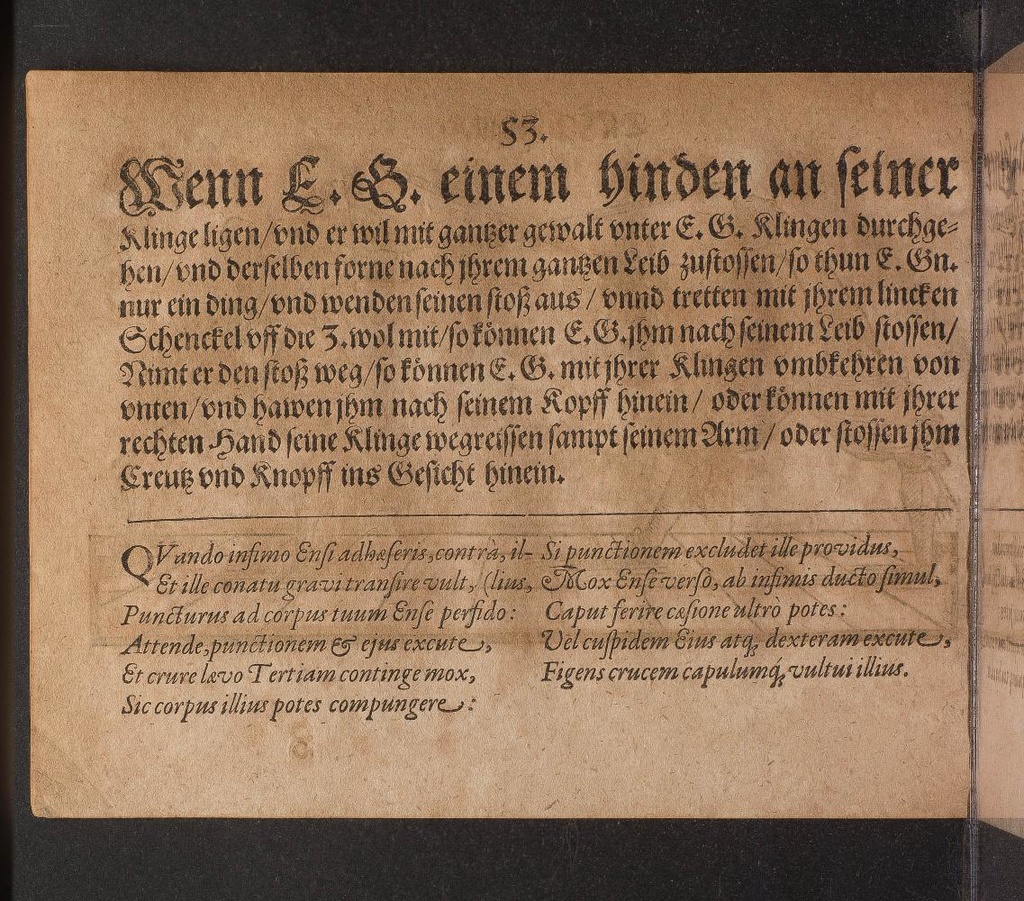 53.
Wenn E. G. einem hinden an seiner
Klinge ligen/vnd er wil mit gantzer gewalt vnter E. G. Klingen durchge-
hen/vnd derselben forne nach jhrem gantzen Leib zustossen/so thun E. Gn.
nur ein ding/vnd wenden seinen stoß aus/vnnd tretten mit jhrem lincken
Schenckel vff die 3. wol mit/so können E. G. jhm nach seinem Leib stossen/
Nimt er den stoß weg/so können E. G. mit jhrer Klingen vmbkehren von
vnten/vnd hawen jhm nach seinem Kopff hinein/oder können mit jhrer
rechten Hand seine Klinge wegreissen sampt seinem Arm/oder stossen jhm
Creutz vnd Knopff ins Gesicht hinein.
QVando infimo Ensi adhæseris, contrà, il-
Et ille conatu gravi transire vult, (lius,
Puncturus ad corpus tuum Ense perfido:
Attende, punctionem & ejus excute,
Et crure lævo Tertiam continge mox,
Sic corpus illius potes compungere:
Si punctionem excludet ille providus,
Mox Ense versò, ab infimis ducto simul,
Caput ferire cæsione ultrò potes:
Vel cuspidem Eius atq; dexteram excute,
Figens crucem capulumq́; vultui illius.